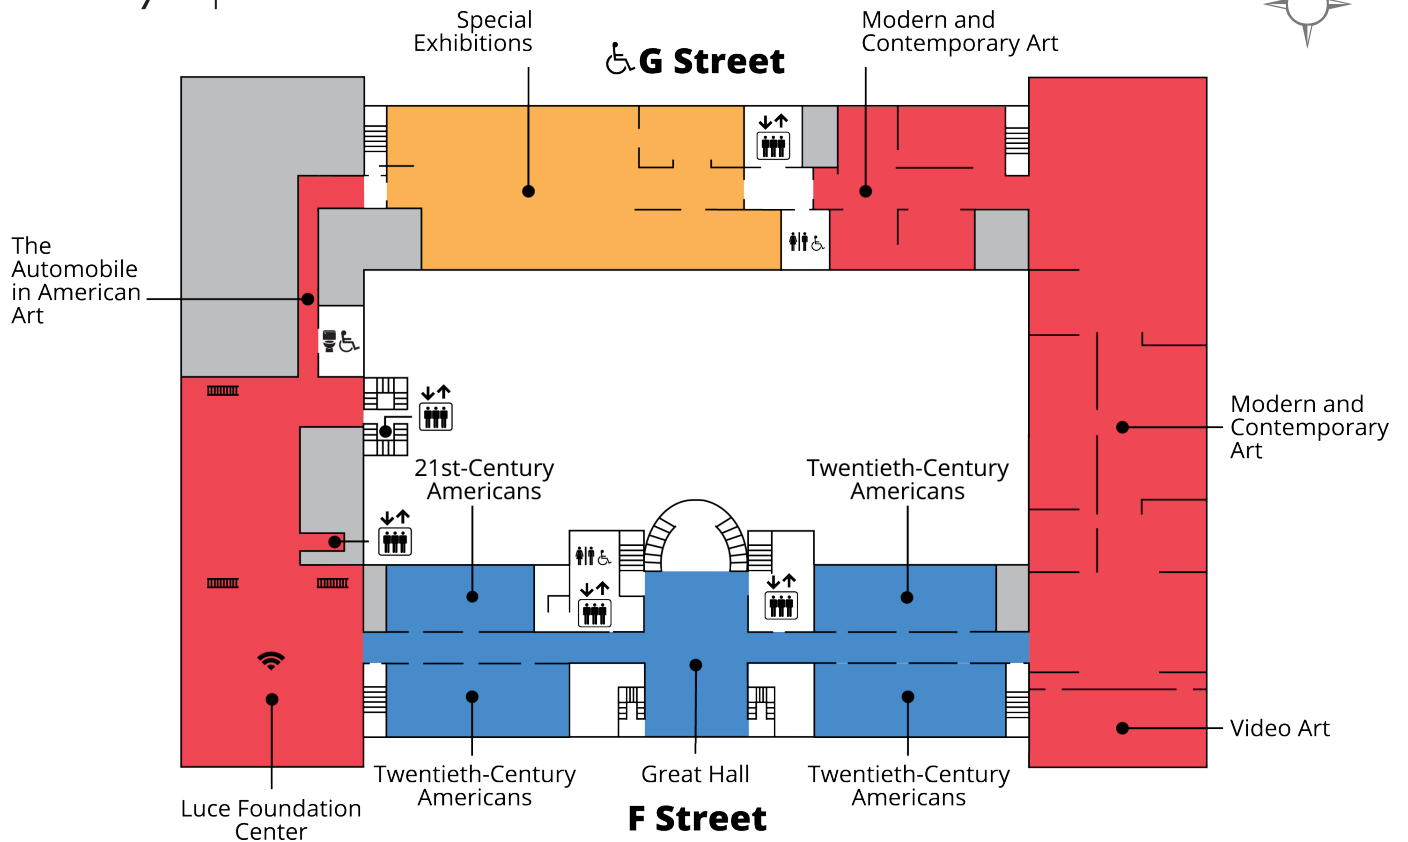 Special
Exhibitions
Modern and
Contemporary Art
G Street
The
Automobile
in American
Art
Modern and
Contemporary
Art
21st-Century
Americans
Twentieth-Century
Americans
Video Art
Twentieth-Century
Americans
Great Hall
Twentieth-Century
Americans
Luce Foundation
Center
F Street